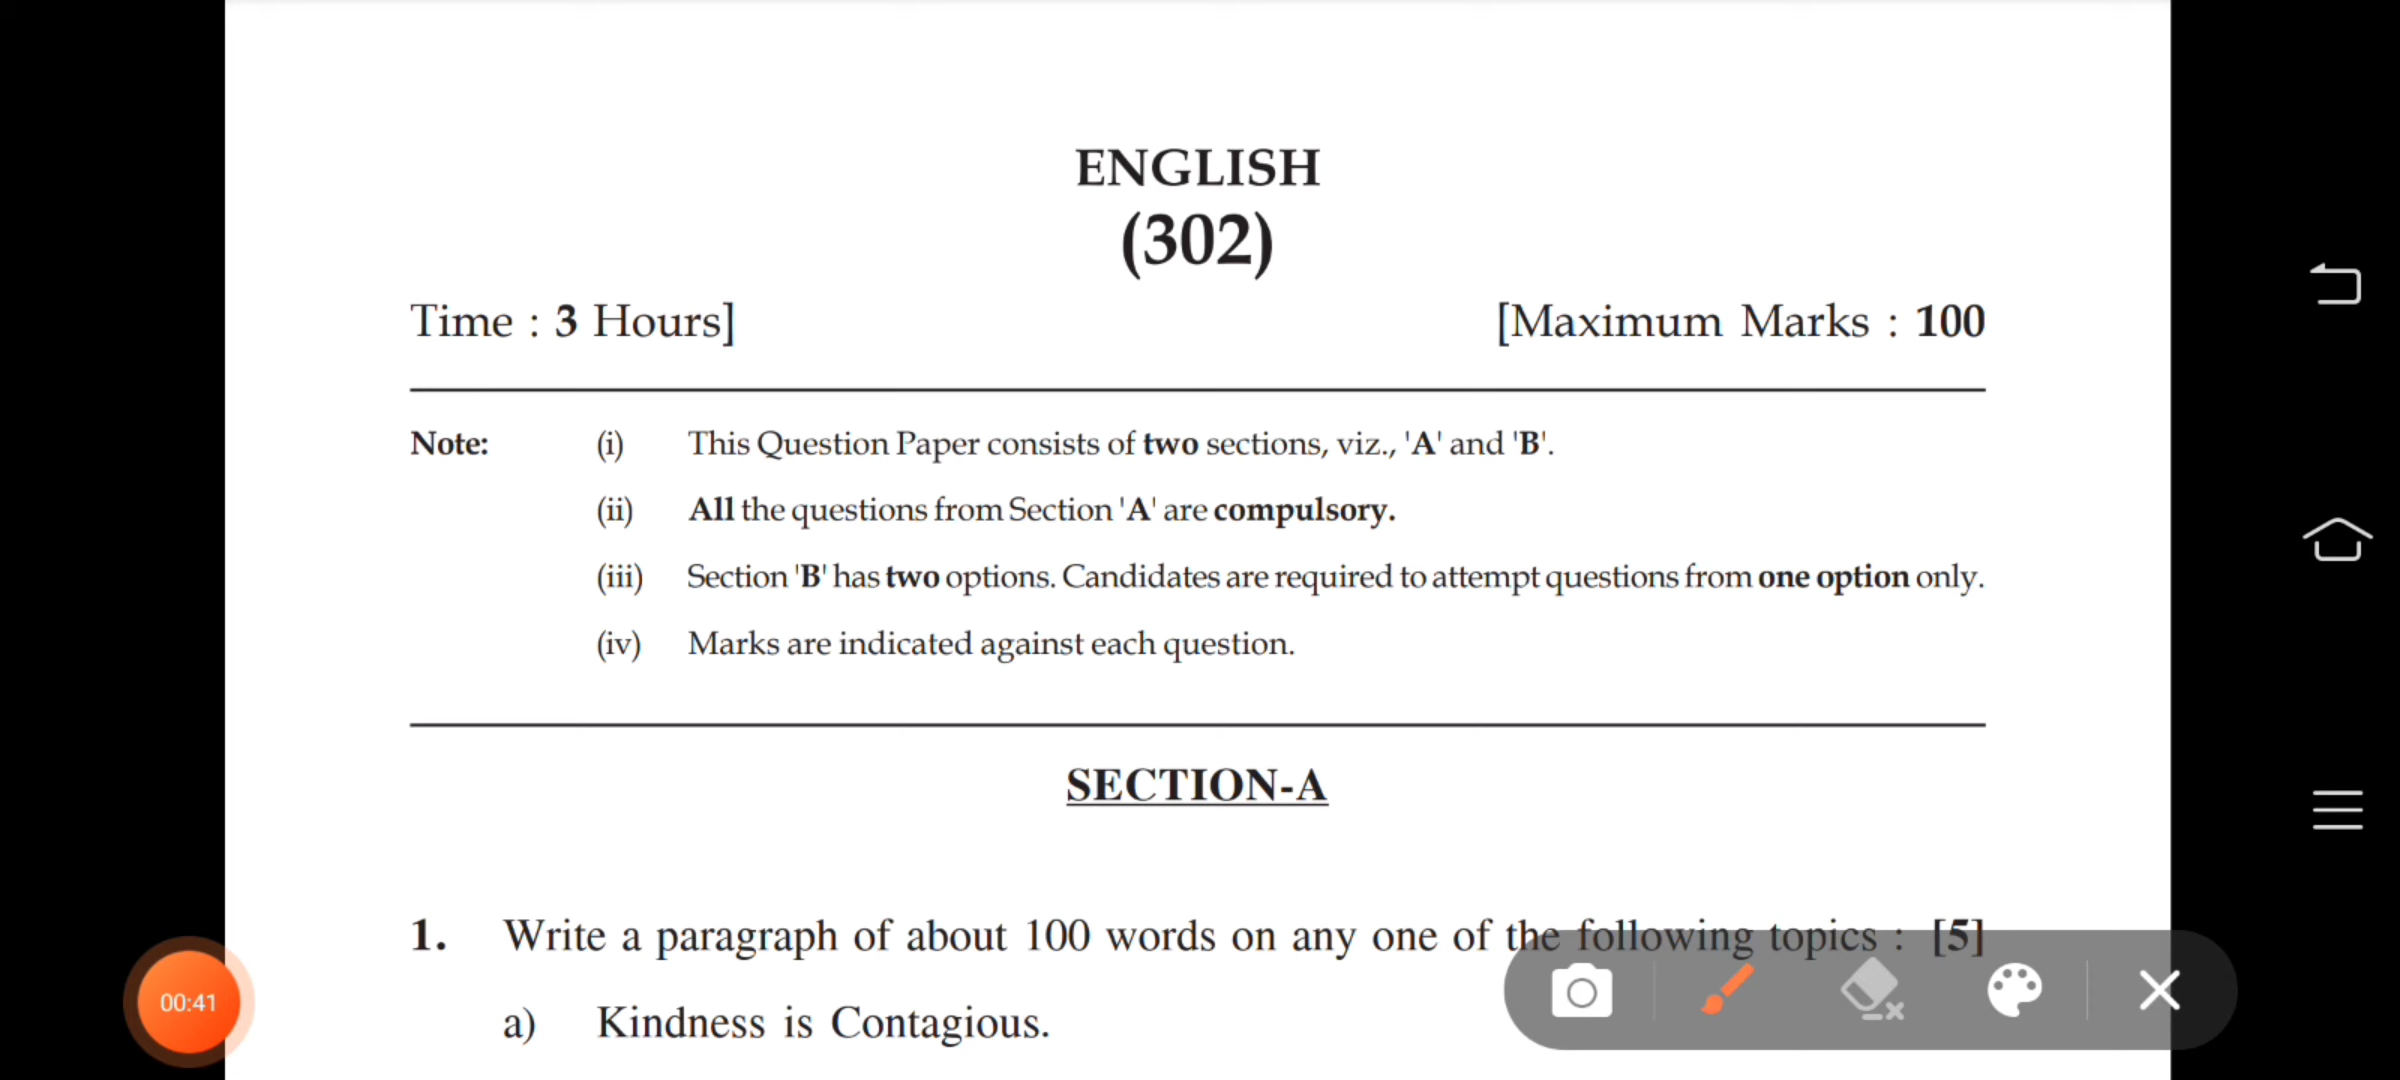 ENGLISH
(302)
Time : 3 Hours] [Maximum Marks : 100
Note: (i) This Question Paper consists of two sections, viz., 'A' and 'B'.
(ii) All the questions from Section 'A' are compulsory.
(iii) Section 'B' has two options. Candidates are required to attempt questions from one option only.
(iv) Marks are indicated against each question.
SECTION-A
1. Write a paragraph of about 100 words on any one of the following topics : [5]
a) Kindness is Contagious.
00:41